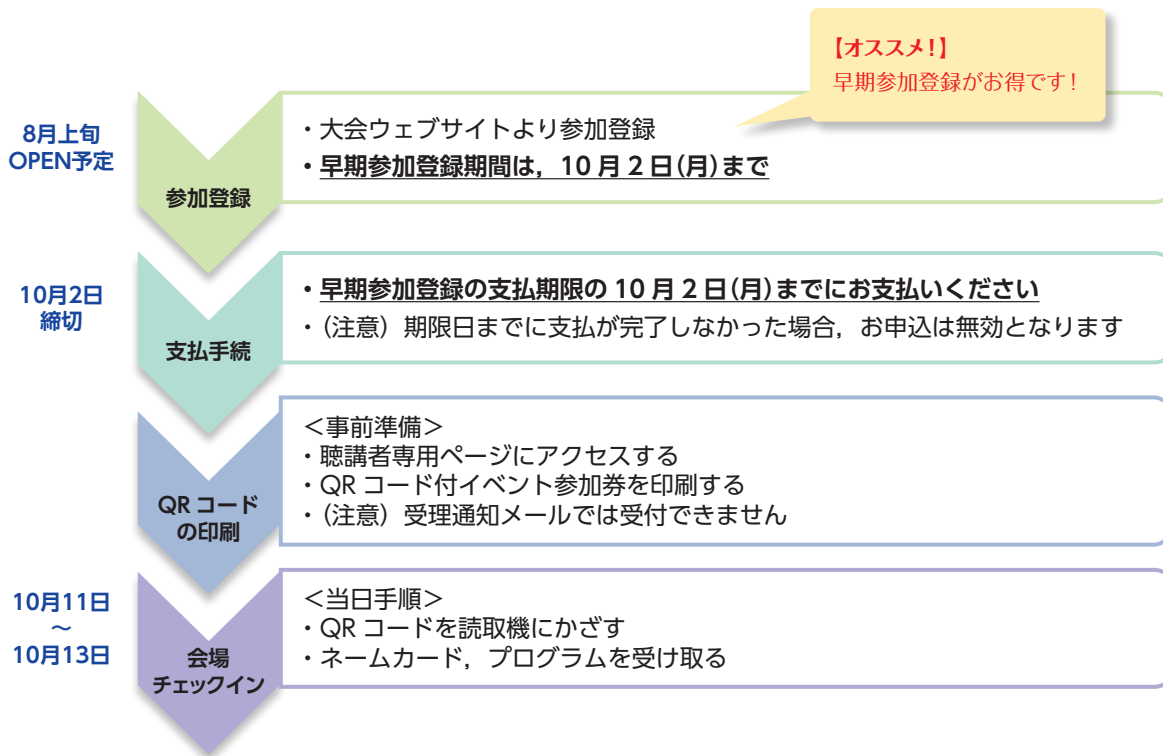 【オススメ!】
早期参加登録がお得です!
8月上旬
OPEN予定
参加登録
・大会ウェブサイトより参加登録
・早期参加登録期間は，10月2日(月)まで
10月2日
締切
支払手続
・早期参加登録の支払期限の10月2日(月)までにお支払いください
・（注意）期限日までに支払が完了しなかった場合，お申込は無効となります
QRコード
の印刷
＜事前準備＞
・聴講者専用ページにアクセスする
・QRコード付イベント参加券を印刷する
・（注意）受理通知メールでは受付できません
10月11日
～
10月13日
会場
チェックイン
＜当日手順＞
・QRコードを読取機にかざす
・ネームカード，プログラムを受け取る